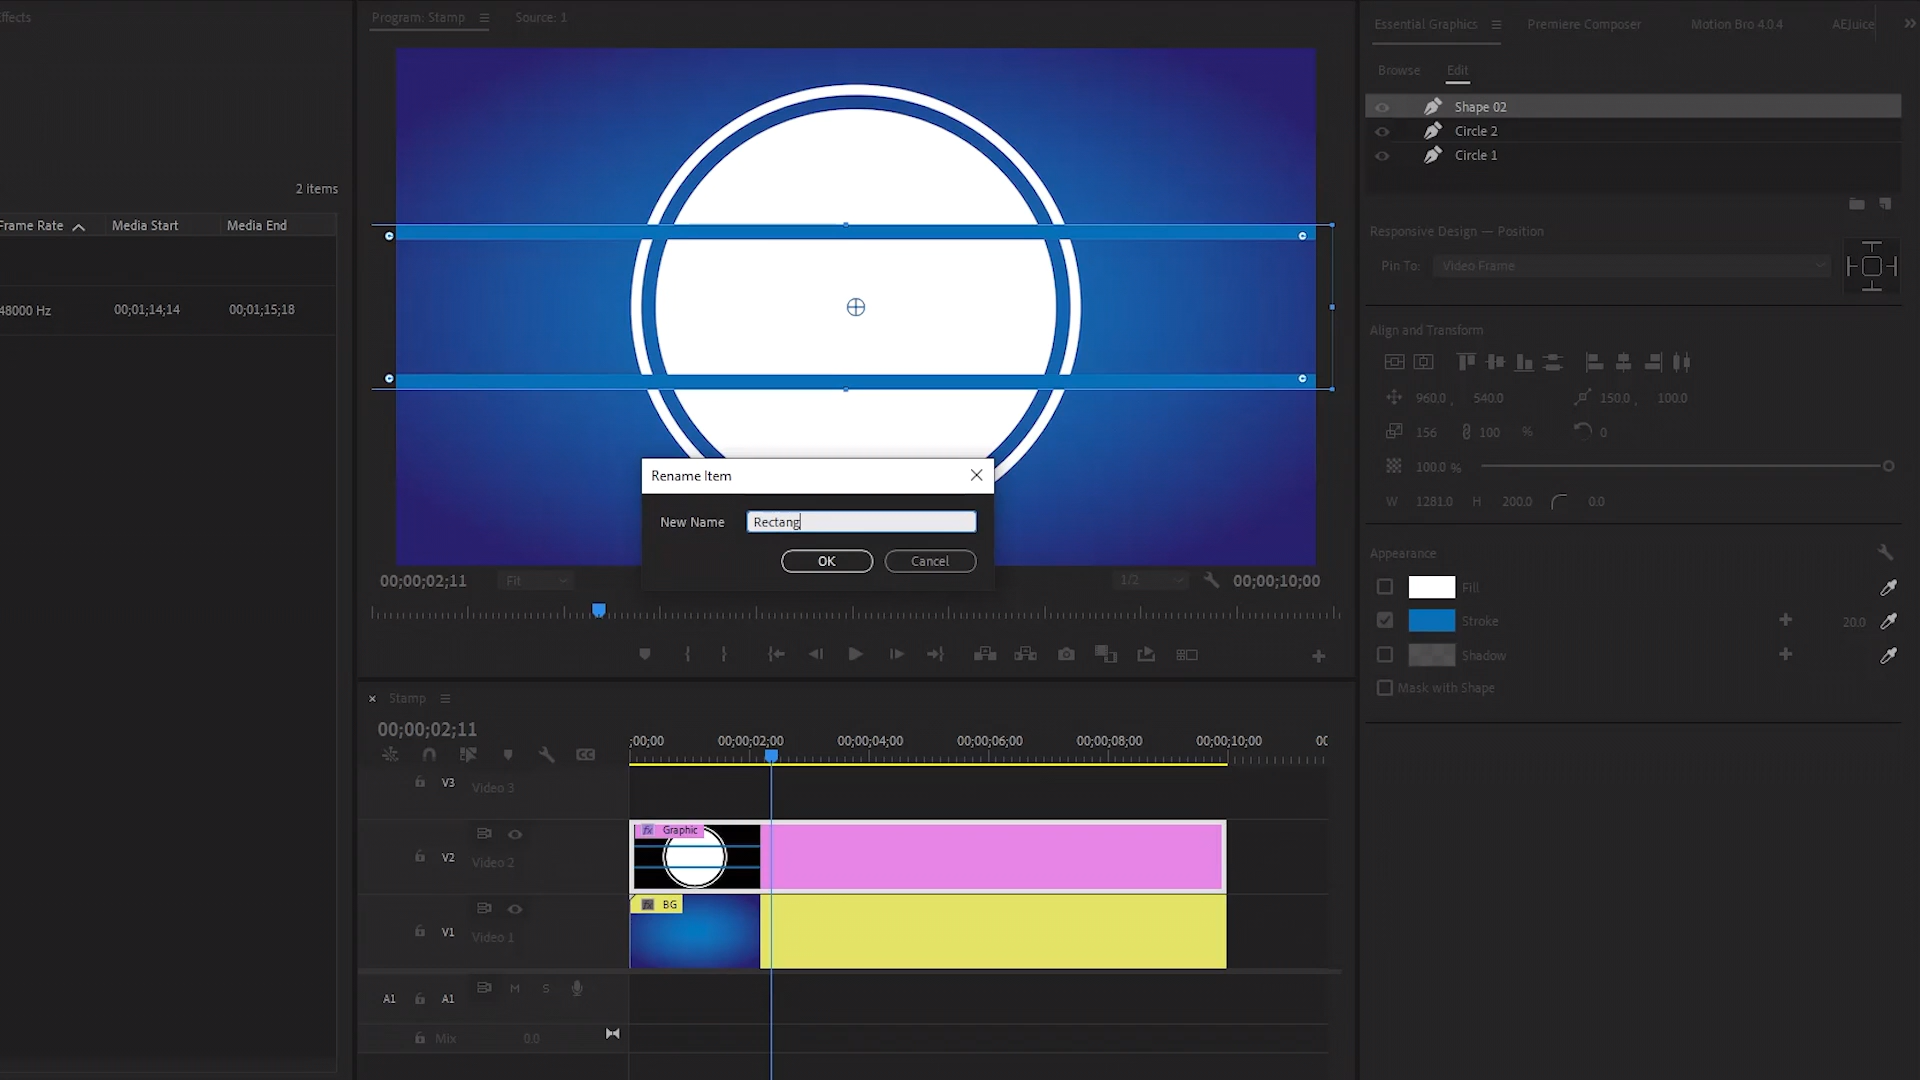 ffects
Program: Stamp
Source: 1
Essential Graphics
Premiere Composer
Motion Bro 4.0.4
AEJuice
Browse
Edit
Shape 02
Circle 2
Circle 1
2 items
Frame Rate
Media Start
Media End
48000 Hz
00;01;14;14
00;01;15;18
Responsive Design — Position
Pin To:
Video Frame
Align and Transform
960.0 ,
540.0
150.0 ,
100.0
156
100
%
0
100.0 %
W
1281.0
H
200.0
0.0
Rename Item
New Name
Rectang
OK
Cancel
Appearance
Fill
Stroke
20.0
Shadow
Mask with Shape
00;00;02;11
Fit
1/2
00;00;10;00
Stamp
00;00;02;11
;00;00
00;00;02;00
00;00;04;00
00;00;06;00
00;00;08;00
00;00;10;00
00
CC
V3
Video 3
V2
Video 2
fx
Graphic
V1
Video 1
fx
BG
A1
A1
M
S
Mix
0.0